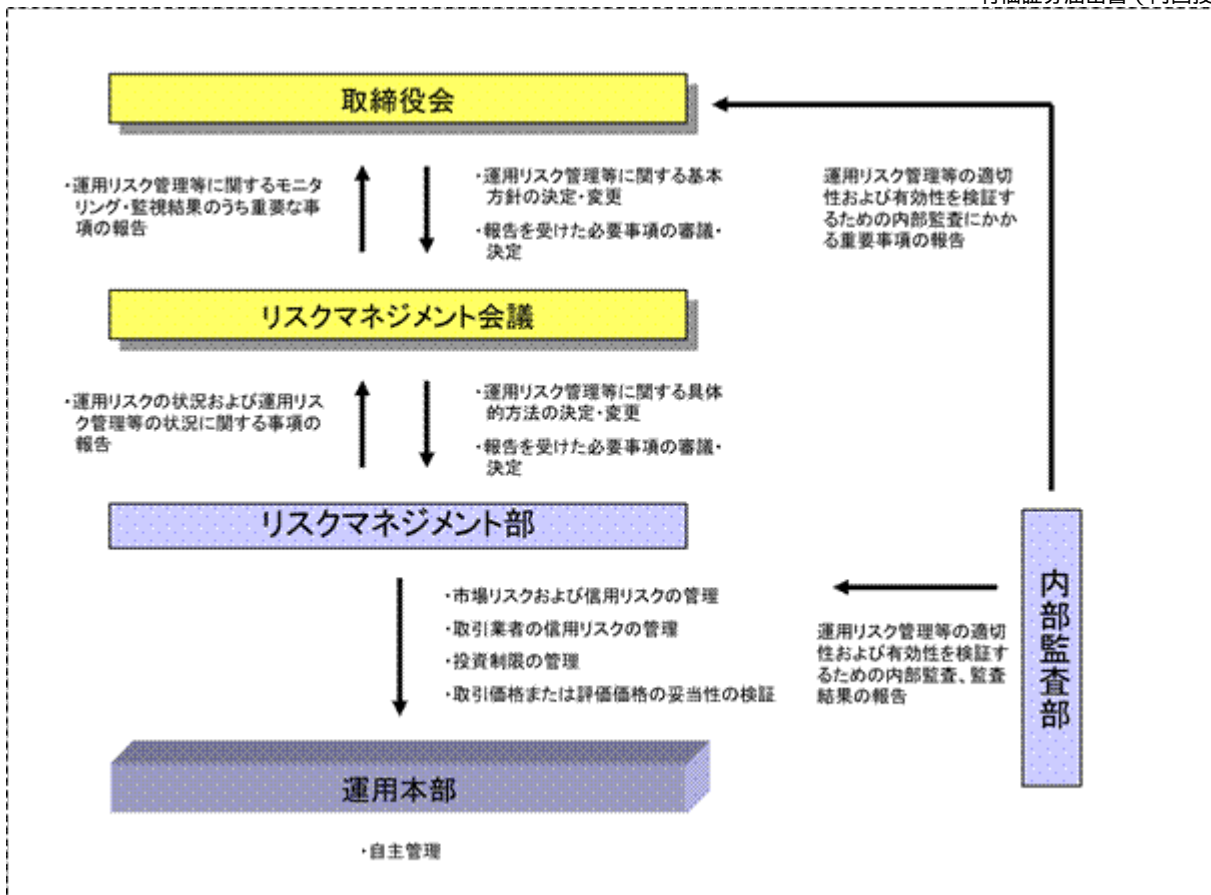 取締役会
・運用リスク管理等に関するモニタ
リング・監視結果のうち重要な事
項の報告
・運用リスク管理等に関する基本
方針の決定・変更
・報告を受けた必要事項の審議・
決定
運用リスク管理等の適切
性および有効性を検証す
るための内部監査にかか
る重要事項の報告
リスクマネジメント会議
・運用リスクの状況および運用リス
ク管理等の状況に関する事項の
報告
・運用リスク管理等に関する具体
的方法の決定・変更
・報告を受けた必要事項の審議・
決定
リスクマネジメント部
・市場リスクおよび信用リスクの管理
・取引業者の信用リスクの管理
・投資制限の管理
・取引価格または評価価格の妥当性の検証
運用リスク管理等の適切
性および有効性を検証す
るための内部監査、監査
結果の報告
内部監査部
運用本部
・自主管理